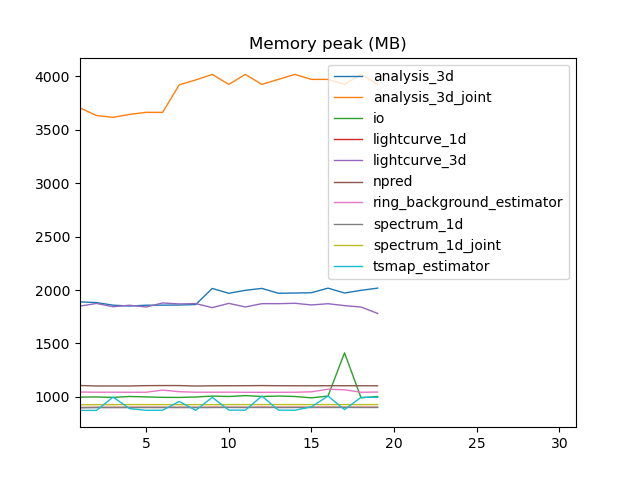 Memory peak (MB)
4000
3500
3000
2500
2000
1500
1000
analysis_3d
analysis_3d_joint
io
lightcurve_1d
lightcurve_3d
npred
ring_background_estimator
spectrum_1d
spectrum_1d_joint
tsmap_estimator
5 10 15 20 25 30